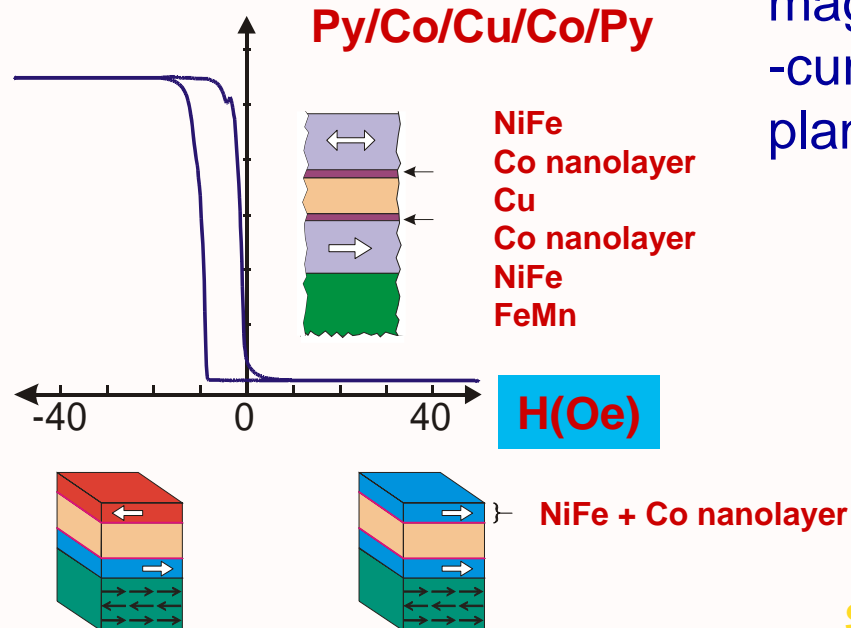 Py/Co/Cu/Co/Py
NiFe
Co nanolayer
Cu
Co nanolayer
NiFe
FeMn
-40
0
40
H(Oe)
NiFe + Co nanolayer